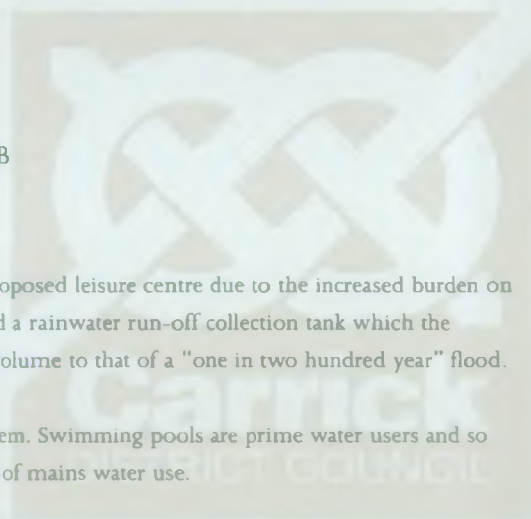 B
oposed leisure centre due to the increased burden on
d a rainwater run-off collection tank which the
volume to that of a “one in two hundred year” flood.
em. Swimming pools are prime water users and so
of mains water use.
Carrick
DISTRICT COUNCIL